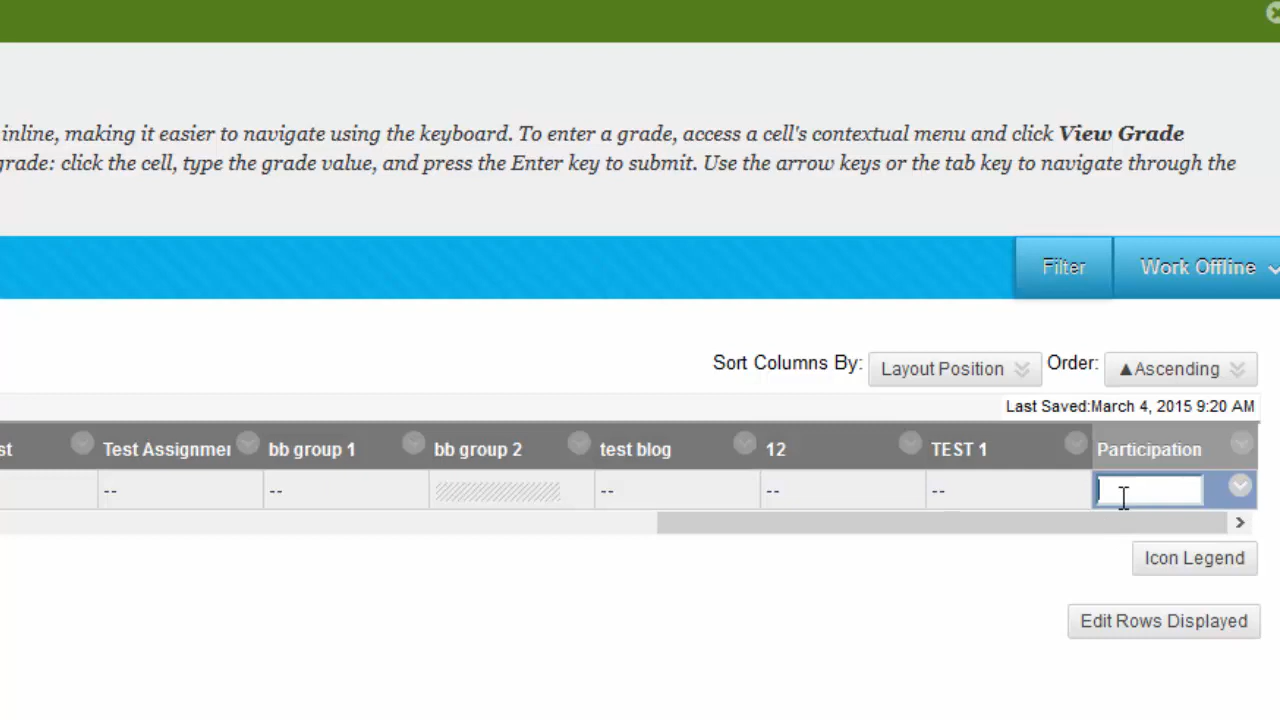 inline, making it easier to navigate using the keyboard. To enter a grade, access a cell's contextual menu and click View Grade
grade: click the cell, type the grade value, and press the Enter key to submit. Use the arrow keys or the tab key to navigate through the
Filter Work Offline
Sort Columns By: Layout Position Order: ▲Ascending
Last Saved:March 4, 2015 9:20 AM
st Test Assignmen bb group 1 bb group 2 test blog 12 TEST 1 Participation
-- -- -- -- --
Icon Legend
Edit Rows Displayed